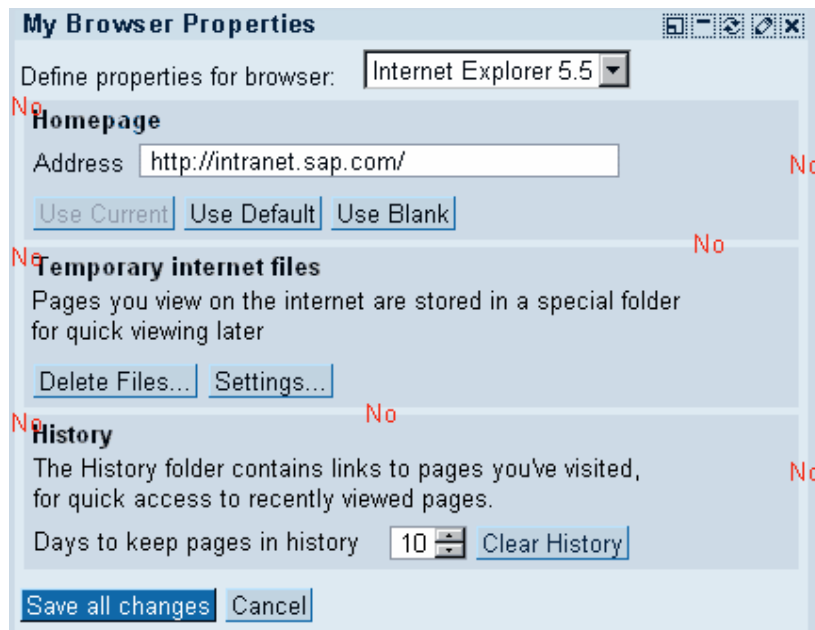 My Browser Properties
Define properties for browser: Internet Explorer 5.5
No
Homepage
Address http://intranet.sap.com/
No
Use Current Use Default Use Blank
No
No
Temporary internet files
Pages you view on the internet are stored in a special folder
for quick viewing later
Delete Files... Settings...
No
No
History
The History folder contains links to pages you've visited,
for quick access to recently viewed pages.
No
Days to keep pages in history 10 Clear History
Save all changes Cancel